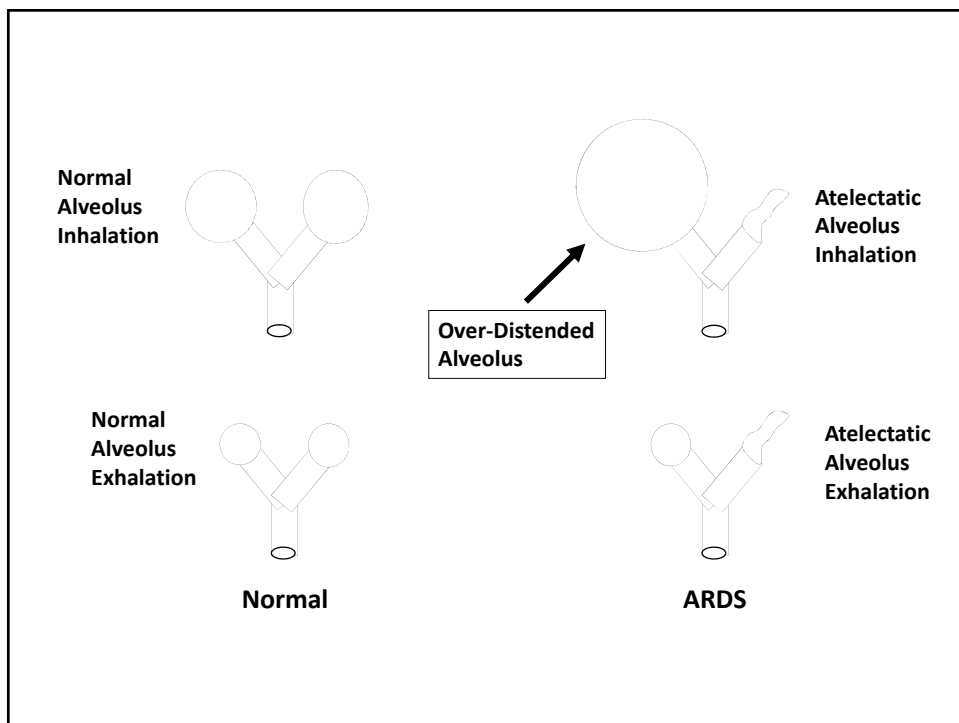 Normal
Alveolus
Inhalation
Atelectatic
Alveolus
Inhalation
Over-Distended
Alveolus
Normal
Alveolus
Exhalation
Atelectatic
Alveolus
Exhalation
Normal
ARDS